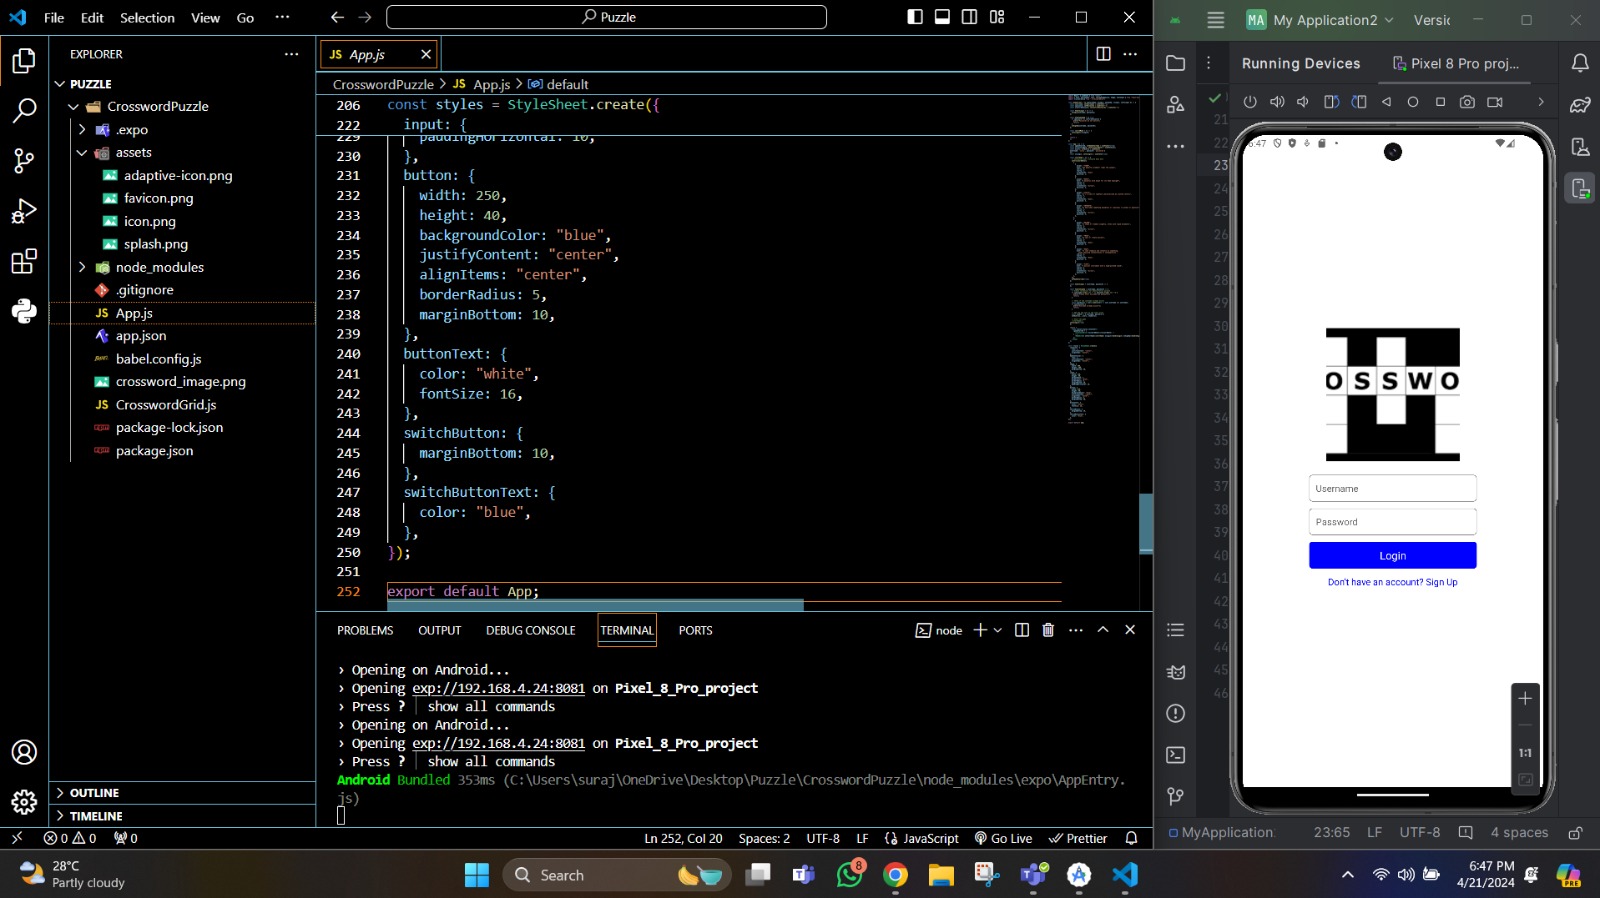 File Edit Selection View Go ··· Puzzle
EXPLORER
PUZZLE
CrosswordPuzzle
.expo
assets
adaptive-icon.png
favicon.png
icon.png
splash.png
node_modules
.gitignore
JS App.js
app.json
babel.config.js
crossword_image.png
JS CrosswordGrid.js
package-lock.json
package.json
OUTLINE
TIMELINE
JS App.js
CrosswordPuzzle > JS App.js > default
206 const styles = StyleSheet.create({
222 input: {
229 paddingHorizontal: 10,
230 },
231 button: {
232 width: 250,
233 height: 40,
234 backgroundColor: "blue",
235 justifyContent: "center",
236 alignItems: "center",
237 borderRadius: 5,
238 marginBottom: 10,
239 },
240 buttonText: {
241 color: "white",
242 fontSize: 16,
243 },
244 switchButton: {
245 marginBottom: 10,
246 },
247 switchButtonText: {
248 color: "blue",
249 },
250 });
251
252 export default App;
PROBLEMS OUTPUT DEBUG CONSOLE TERMINAL PORTS node
› Opening on Android...
› Opening exp://192.168.4.24:8081 on Pixel_8_Pro_project
› Press ? │ show all commands
› Opening on Android...
› Opening exp://192.168.4.24:8081 on Pixel_8_Pro_project
› Press ? │ show all commands
Android Bundled 353ms (C:\Users\suraj\OneDrive\Desktop\Puzzle\CrosswordPuzzle\node_modules\expo\AppEntry.
js)
0 0 0 Ln 252, Col 20 Spaces: 2 UTF-8 LF JavaScript Go Live Prettier
MA My Application2 Versic
Running Devices Pixel 8 Pro proj...
21
22
23
24
25
26
27
28
29
30
31
32
33
34
35
36
37
38
39
40
41
42
43
44
45
46
6:47
OSSWO
Username
Password
Login
Don't have an account? Sign Up
1:1
MyApplication 23:65 LF UTF-8 4 spaces
28°C
Partly cloudy
Search
8
6:47 PM
4/21/2024
PRE